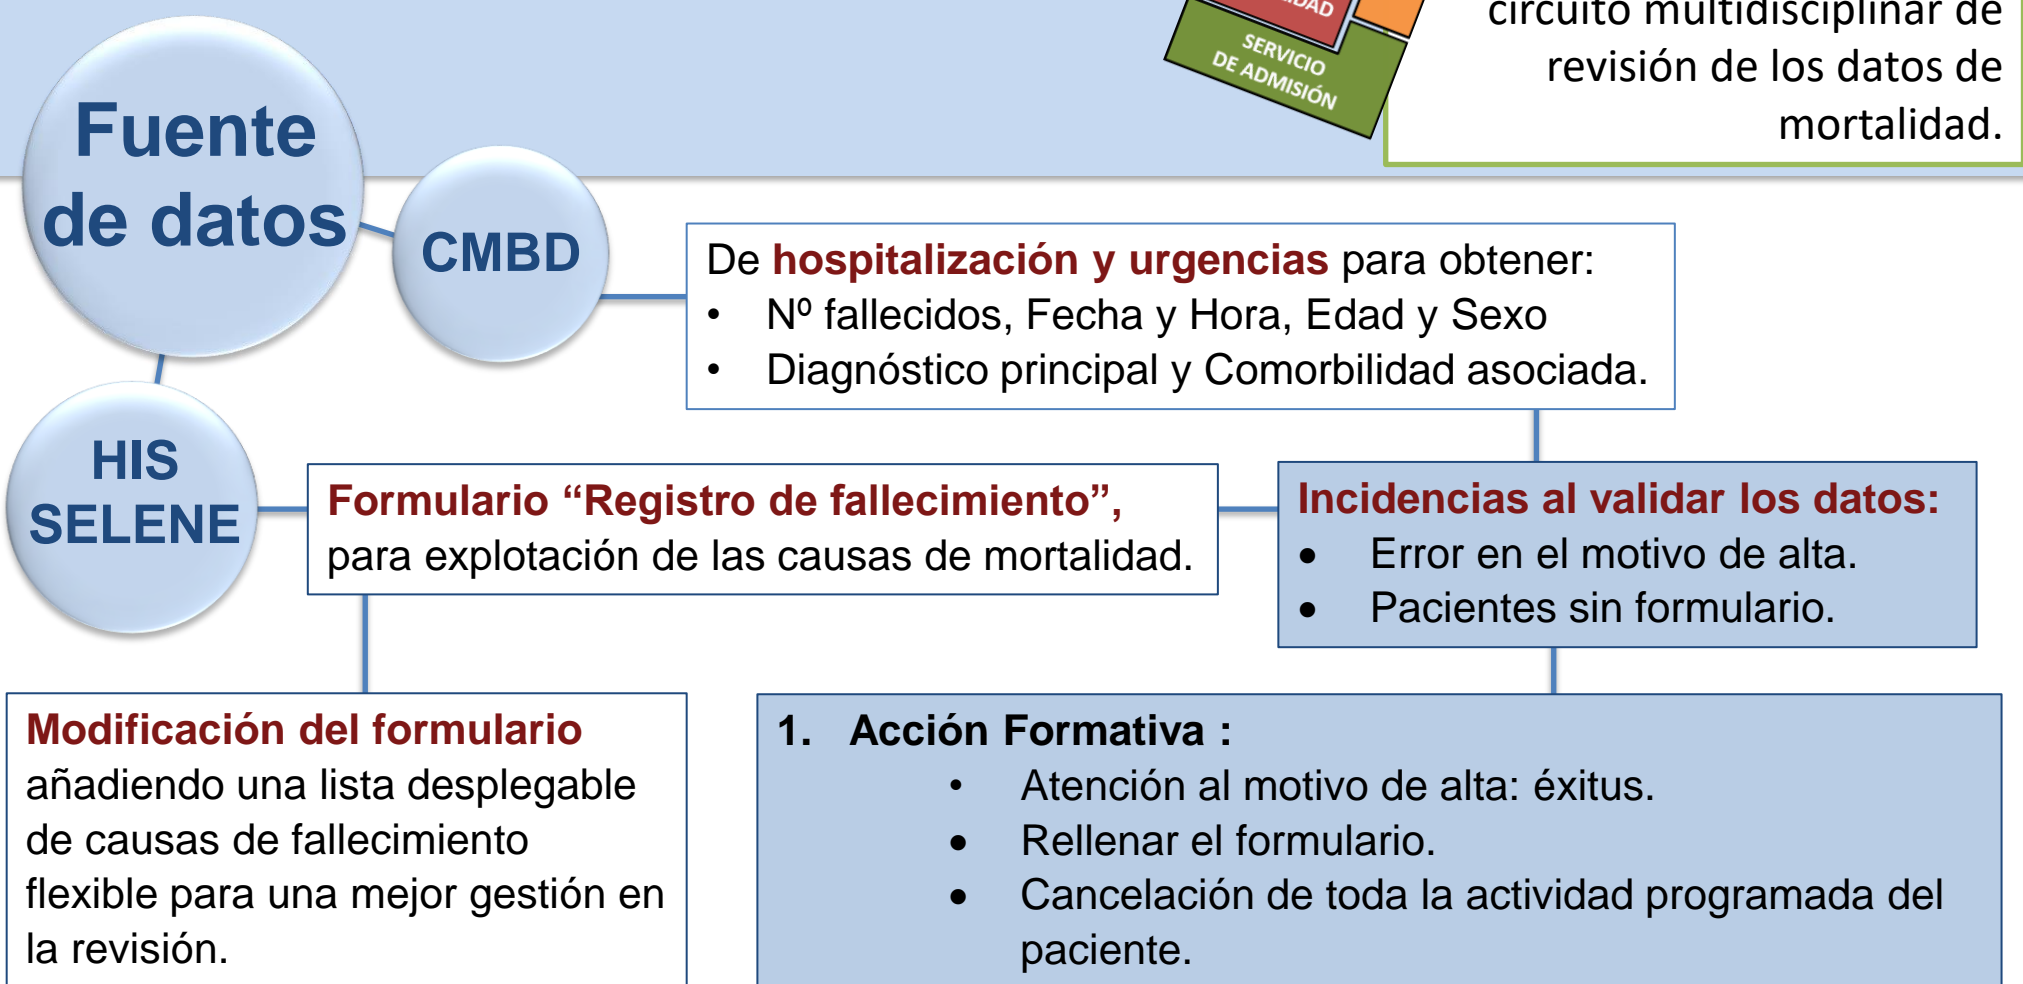 SERVICIO
DE ADMISIÓN
circuito multidisciplinar de
revisión de los datos de
mortalidad.
Fuente
de datos
CMBD
De hospitalización y urgencias para obtener:
• Nº fallecidos, Fecha y Hora, Edad y Sexo
• Diagnóstico principal y Comorbilidad asociada.
HIS
SELENE
Formulario “Registro de fallecimiento”,
para explotación de las causas de mortalidad.
Incidencias al validar los datos:
• Error en el motivo de alta.
• Pacientes sin formulario.
Modificación del formulario
añadiendo una lista desplegable
de causas de fallecimiento
flexible para una mejor gestión en
la revisión.
1. Acción Formativa :
• Atención al motivo de alta: éxitus.
• Rellenar el formulario.
• Cancelación de toda la actividad programada del
paciente.